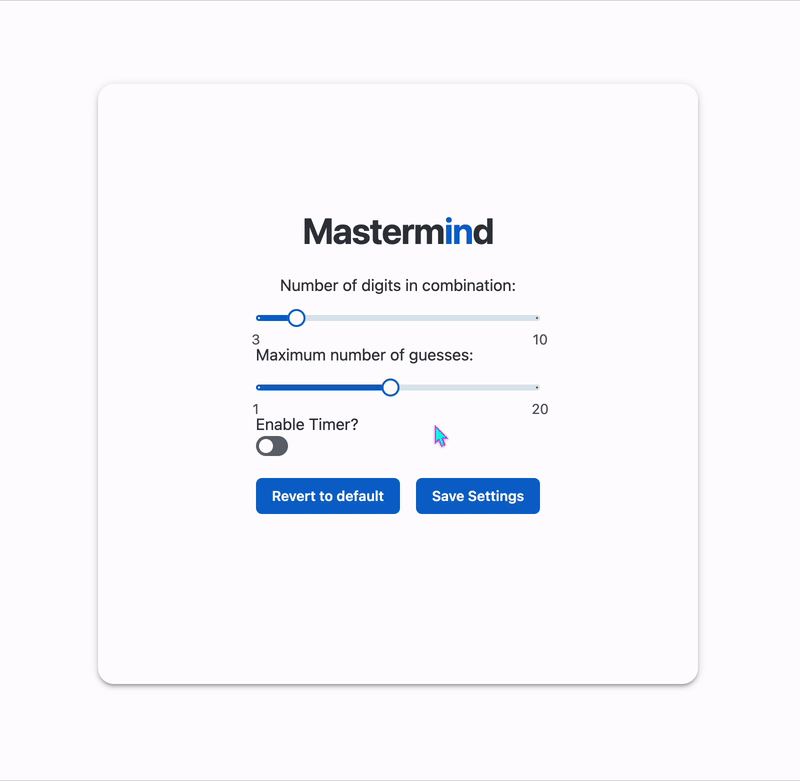 Mastermind
Number of digits in combination:
3 10
Maximum number of guesses:
1 20
Enable Timer?
Revert to default Save Settings